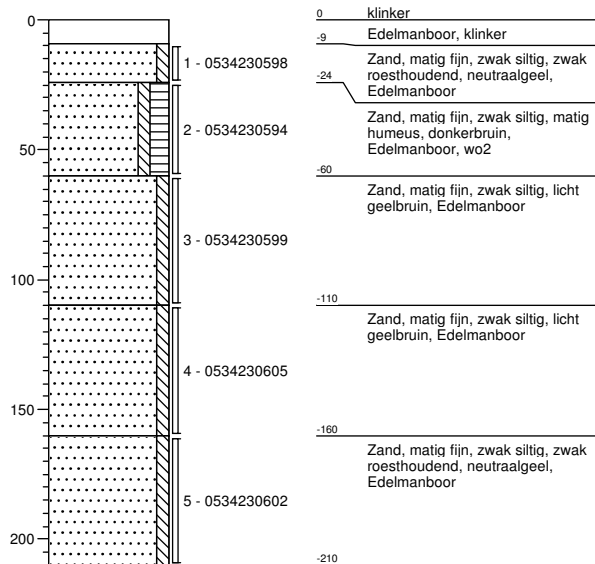 0
50
100
150
200
1 - 0534230598
2 - 0534230594
3 - 0534230599
4 - 0534230605
5 - 0534230602
0
klinker
-9
Edelmanboor, klinker
Zand, matig fijn, zwak siltig, zwak
roesthoudend, neutraalgeel,
Edelmanboor
-24
Zand, matig fijn, zwak siltig, matig
humeus, donkerbruin,
Edelmanboor, wo2
-60
Zand, matig fijn, zwak siltig, licht
geelbruin, Edelmanboor
-110
Zand, matig fijn, zwak siltig, licht
geelbruin, Edelmanboor
-160
Zand, matig fijn, zwak siltig, zwak
roesthoudend, neutraalgeel,
Edelmanboor
-210